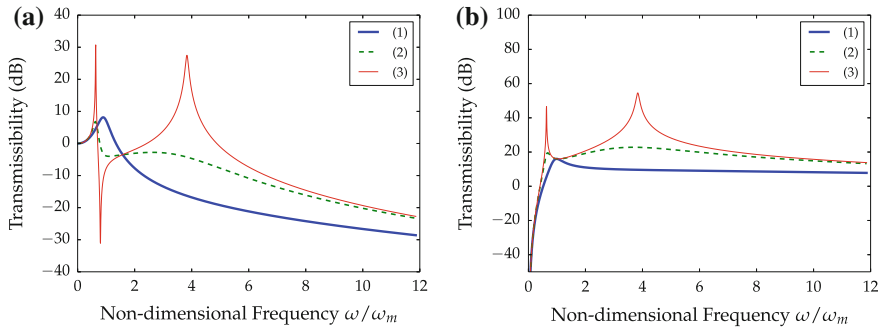 (a)
40
30
20
10
0
−10
−20
−30
−40
Transmissibility (dB)
(1)
(2)
(3)
0 2 4 6 8 10 12
Non-dimensional Frequency ω/ωm
(b)
100
80
60
40
20
0
−20
−40
Transmissibility (dB)
(1)
(2)
(3)
0 2 4 6 8 10 12
Non-dimensional Frequency ω/ωm